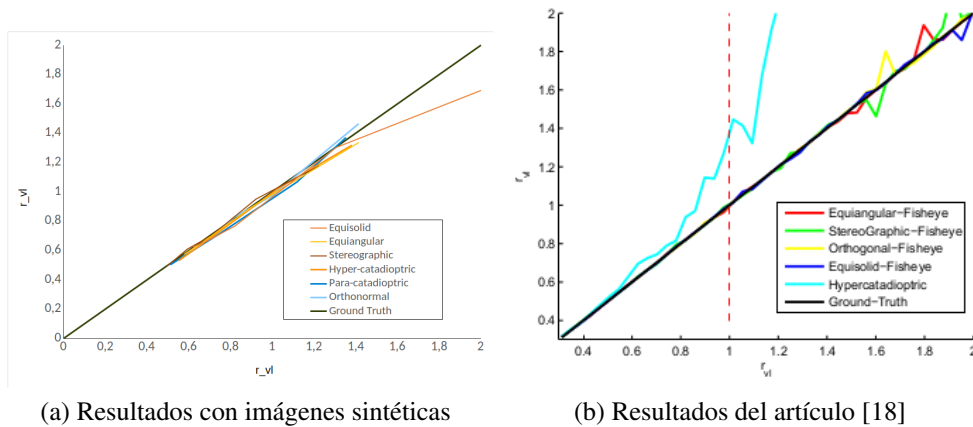 2
1,8
1,6
1,4
1,2
1
0,8
0,6
0,4
0,2
0
r_vl
0 0,2 0,4 0,6 0,8 1 1,2 1,4 1,6 1,8 2
r_vl
Equisolid
Equiangular
Stereographic
Hyper-catadioptric
Para-catadioptric
Orthonormal
Ground Truth
(a) Resultados con imágenes sintéticas
2
1.8
1.6
1.4
1.2
1
0.8
0.6
0.4
r_vl
0.4 0.6 0.8 1 1.2 1.4 1.6 1.8 2
r_vl
Equiangular-Fisheye
StereoGraphic-Fisheye
Orthogonal-Fisheye
Equisolid-Fisheye
Hypercatadioptric
Ground-Truth
(b) Resultados del artículo [18]